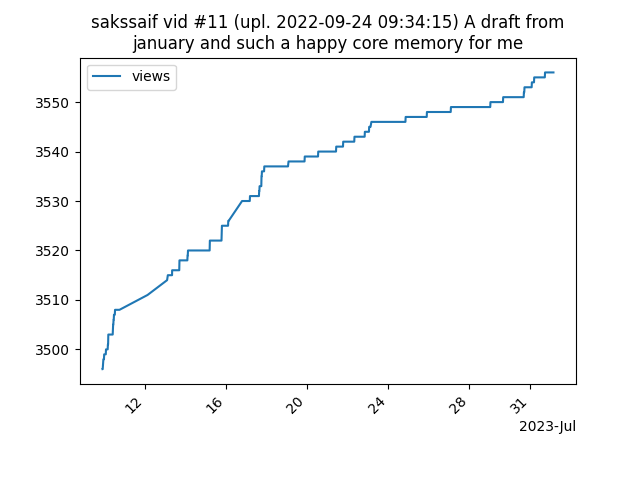 sakssaif vid #11 (upl. 2022-09-24 09:34:15) A draft from
january and such a happy core memory for me
views
3550
3540
3530
3520
3510
3500
12 16 20 24 28 31
2023-Jul